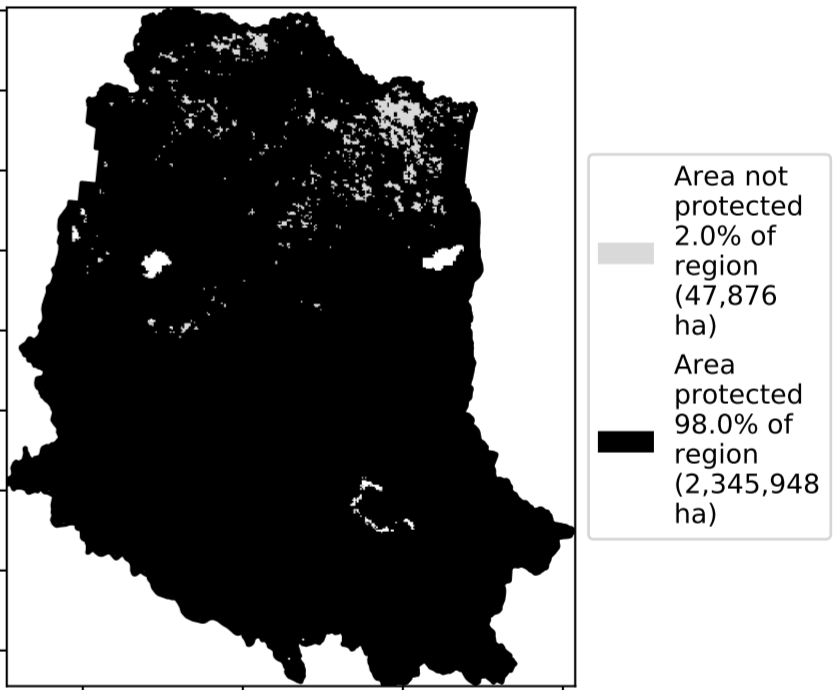 Area not
protected
2.0% of
region
(47,876
ha)
Area
protected
98.0% of
region
(2,345,948
ha)